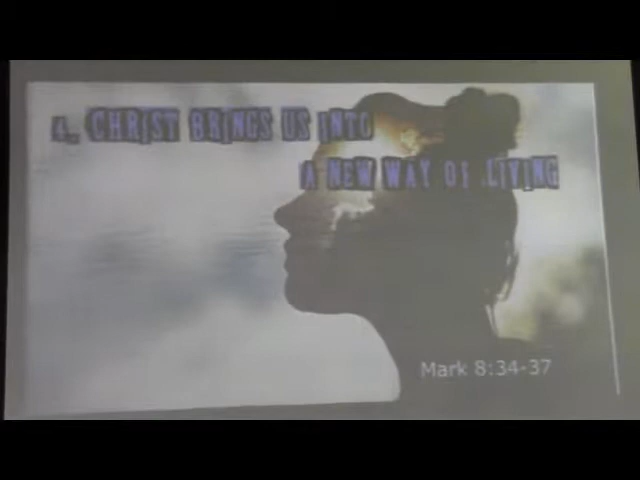 4. CHRIST BRINGS US INTO
A NEW WAY OF LIVING
Mark 8:34-37